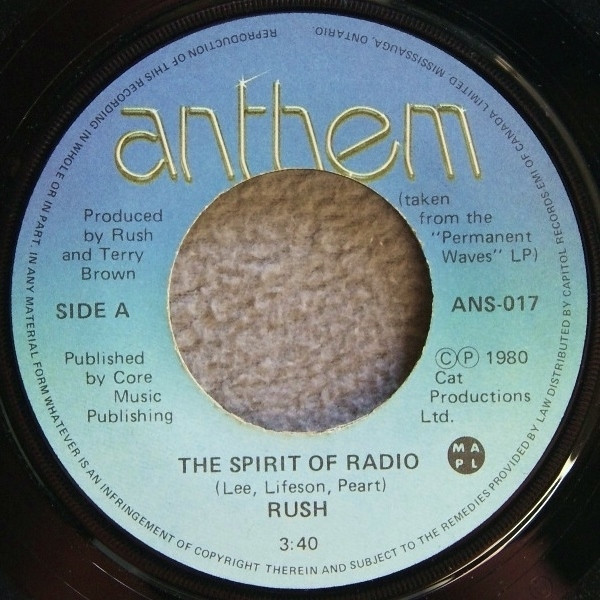 anthem
Produced
by Rush
and Terry
Brown
(taken
from the
"Permanent
Waves" LP)
SIDE A
ANS-017
Published
by Core
Music
Publishing
©℗ 1980
Cat
Productions
Ltd.
THE SPIRIT OF RADIO
(Lee, Lifeson, Peart)
RUSH
3:40
M A
P L
REPRODUCTION OF THIS RECORDING IN WHOLE OR IN PART, IN ANY MATERIAL FORM WHATEVER IS AN INFRINGEMENT OF COPYRIGHT THEREIN AND SUBJECT TO THE REMEDIES PROVIDED BY LAW DISTRIBUTED BY CAPITOL RECORDS EMI OF CANADA LIMITED, MISSISSAUGA, ONTARIO.